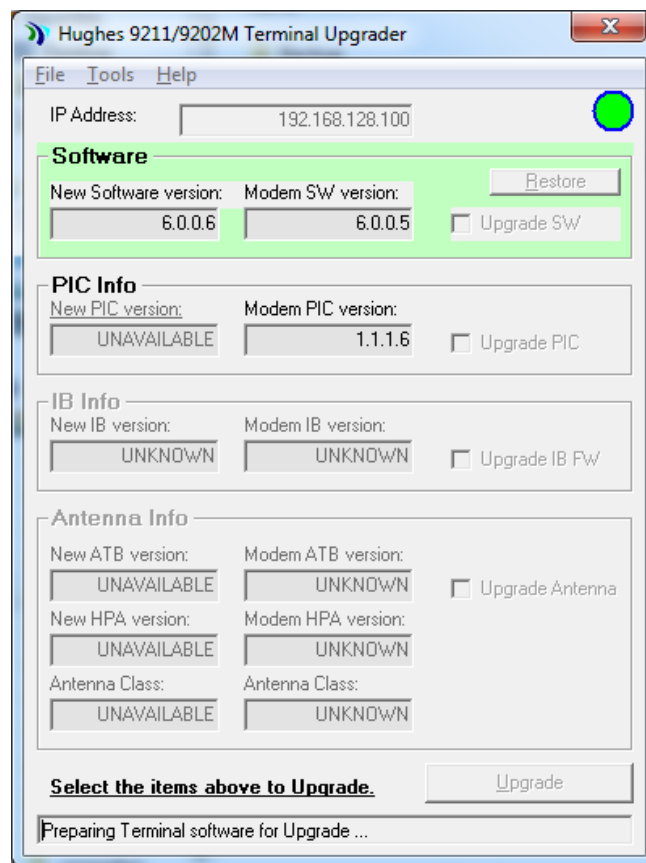 Hughes 9211/9202M Terminal Upgrader
x
File Tools Help
IP Address: 192.168.128.100
Software
Restore
New Software version: Modem SW version:
6.0.0.6 6.0.0.5 Upgrade SW
PIC Info
New PIC version: Modem PIC version:
UNAVAILABLE 1.1.1.6 Upgrade PIC
IB Info
New IB version: Modem IB version:
UNKNOWN UNKNOWN Upgrade IB FW
Antenna Info
New ATB version: Modem ATB version:
UNAVAILABLE UNKNOWN Upgrade Antenna
New HPA version: Modem HPA version:
UNAVAILABLE UNKNOWN
Antenna Class: Antenna Class:
UNAVAILABLE UNKNOWN
Select the items above to Upgrade. Upgrade
Preparing Terminal software for Upgrade ...